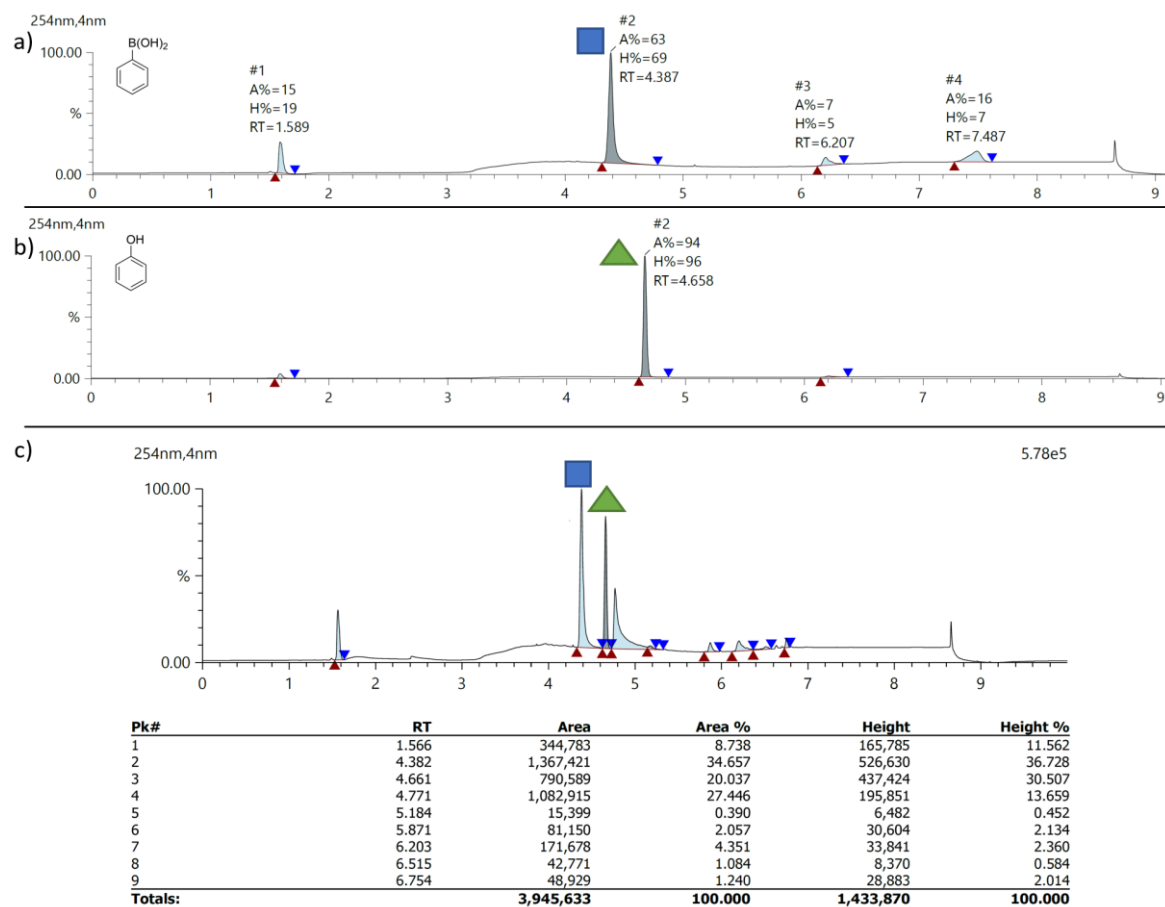 a)
254nm,4nm
B(OH)₂
100.00
%
0.00
#1
A%=15
H%=19
RT=1.589
#2
A%=63
H%=69
RT=4.387
#3
A%=7
H%=5
RT=6.207
#4
A%=16
H%=7
RT=7.487
0 1 2 3 4 5 6 7 8 9
b)
254nm,4nm
OH
100.00
%
0.00
#2
A%=94
H%=96
RT=4.658
0 1 2 3 4 5 6 7 8 9
c)
254nm,4nm 5.78e5
100.00
%
0.00
0 1 2 3 4 5 6 7 8 9
Pk# RT Area Area % Height Height %
1 1.566 344,783 8.738 165,785 11.562
2 4.382 1,367,421 34.657 526,630 36.728
3 4.661 790,589 20.037 437,424 30.507
4 4.771 1,082,915 27.446 195,851 13.659
5 5.184 15,399 0.390 6,482 0.452
6 5.871 81,150 2.057 30,604 2.134
7 6.203 171,678 4.351 33,841 2.360
8 6.515 42,771 1.084 8,370 0.584
9 6.754 48,929 1.240 28,883 2.014
Totals: 3,945,633 100.000 1,433,870 100.000